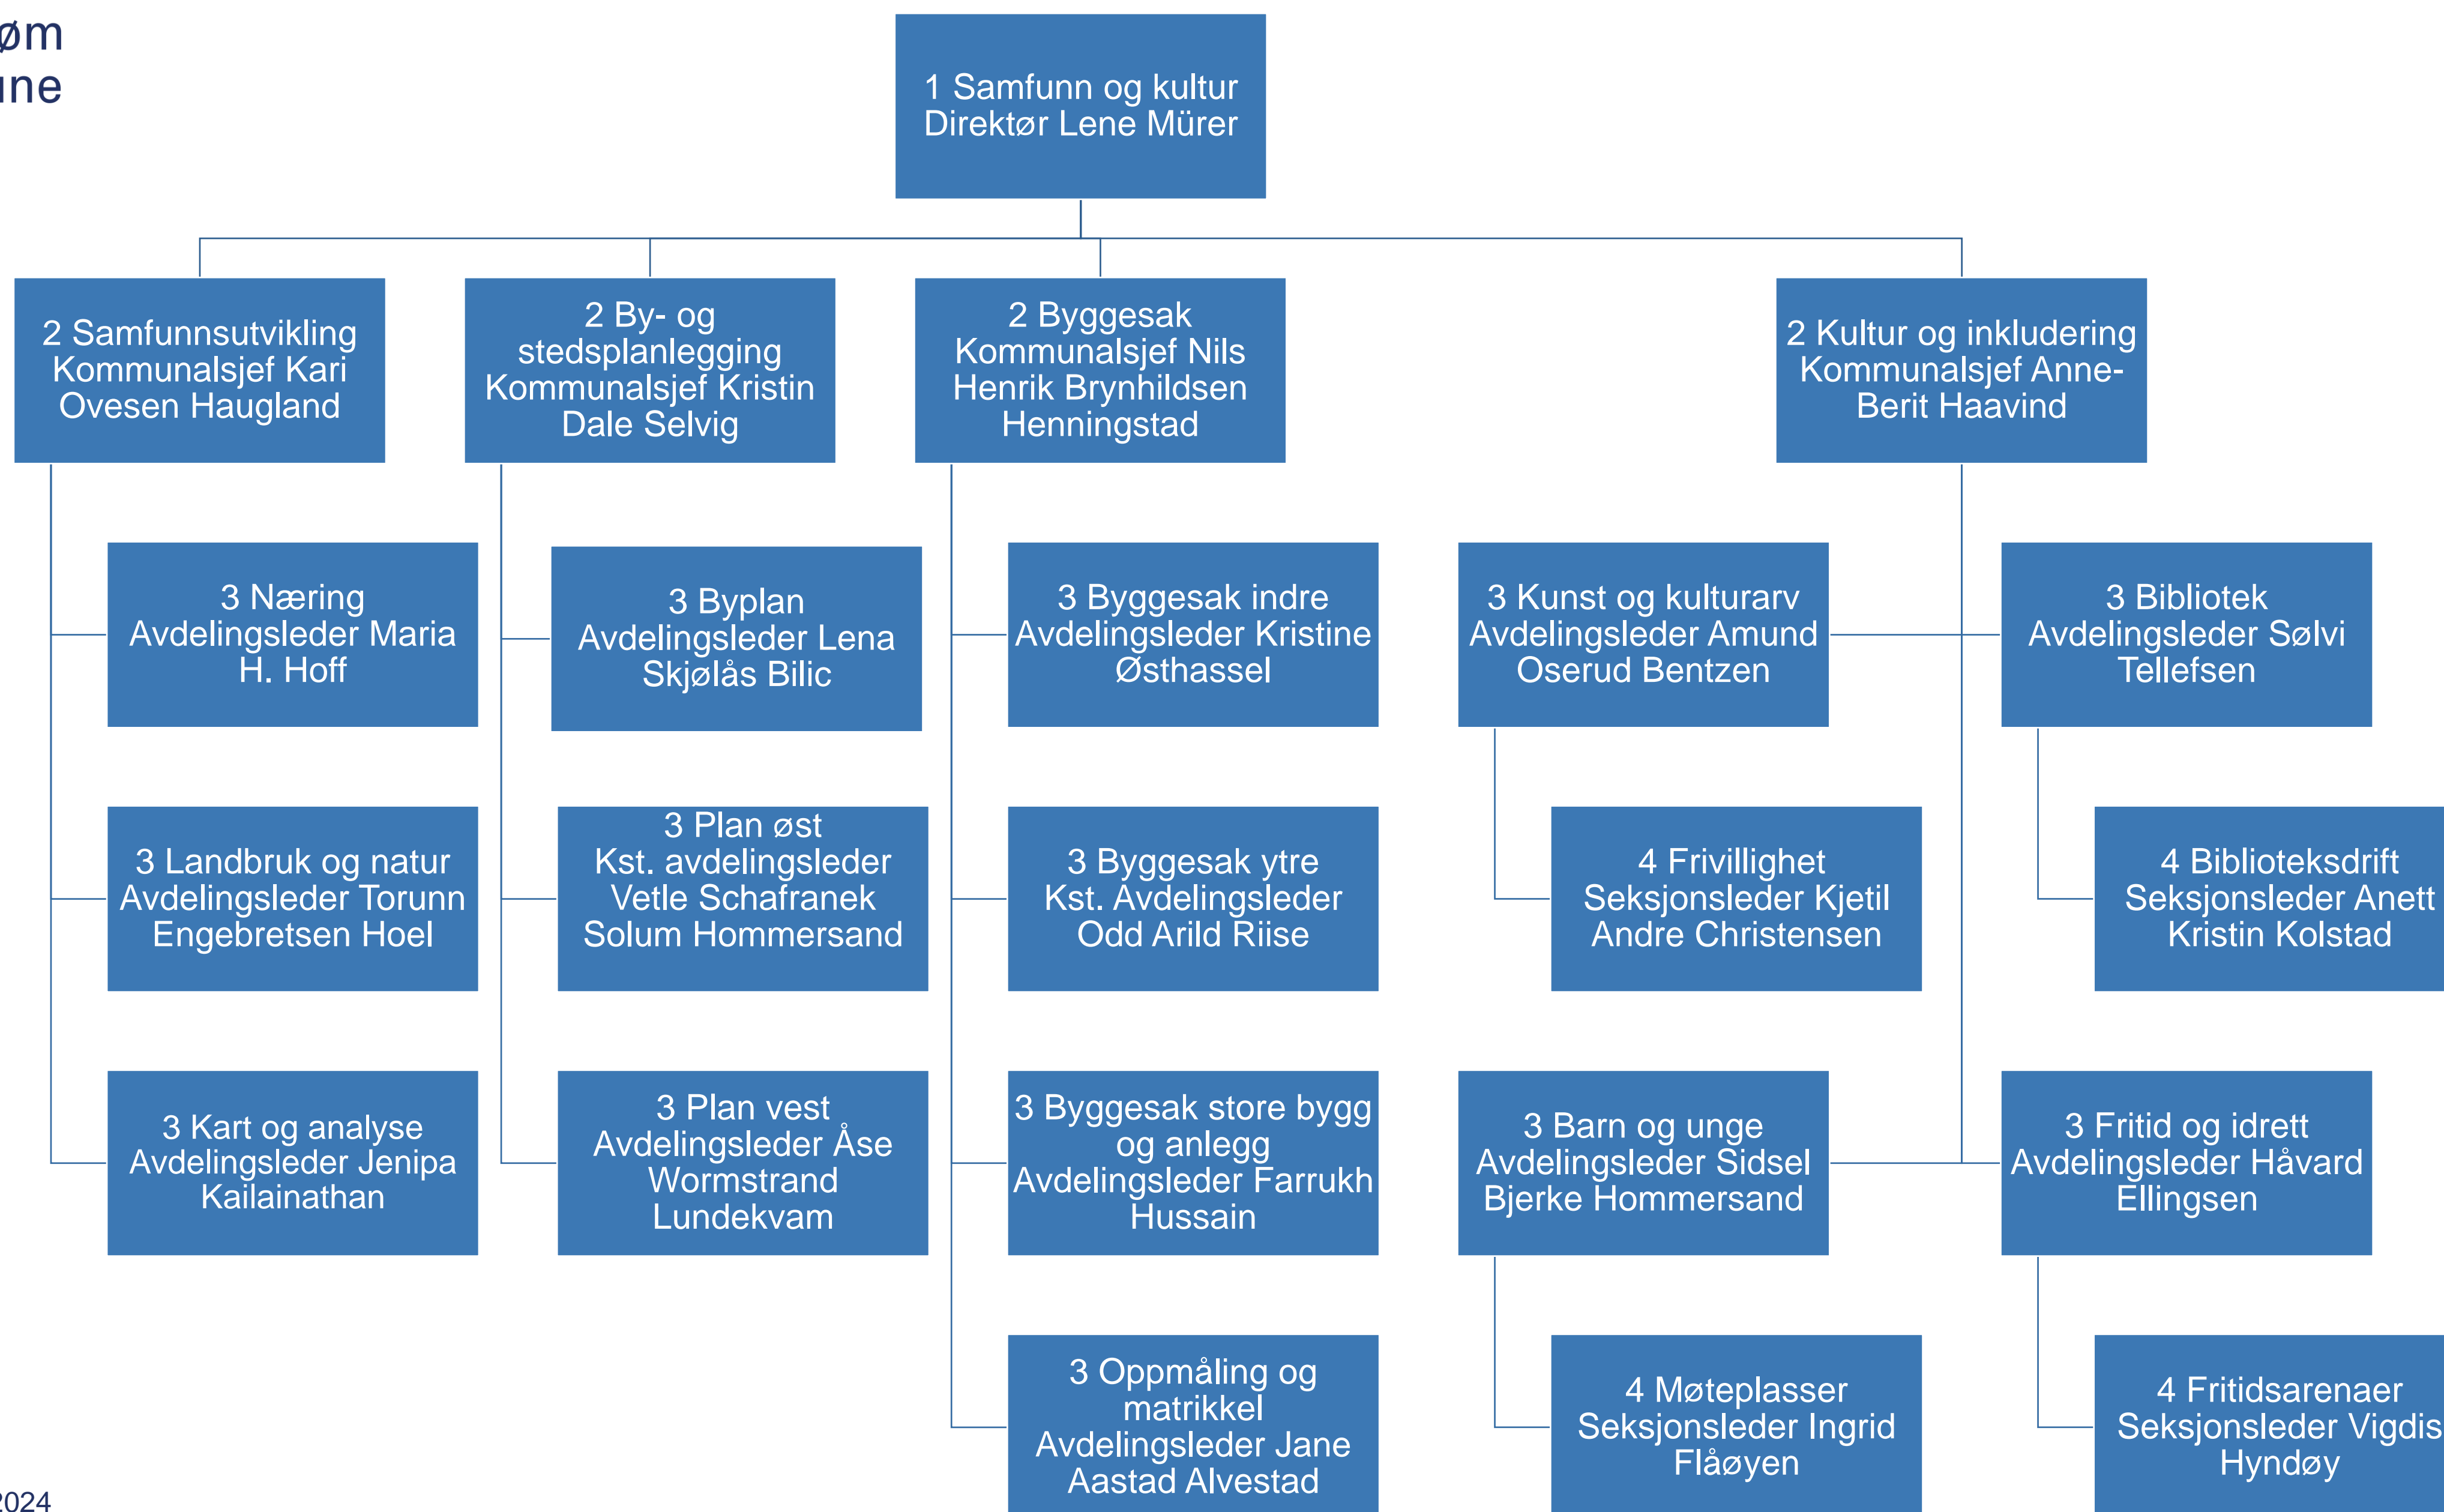 øm
une
1 Samfunn og kultur
Direktør Lene Mürer
2 Samfunnsutvikling
Kommunalsjef Kari
Ovesen Haugland
2 By- og
stedsplanlegging
Kommunalsjef Kristin
Dale Selvig
2 Byggesak
Kommunalsjef Nils
Henrik Brynhildsen
Henningstad
2 Kultur og inkludering
Kommunalsjef Anne-
Berit Haavind
3 Næring
Avdelingsleder Maria
H. Hoff
3 Byplan
Avdelingsleder Lena
Skjølås Bilic
3 Byggesak indre
Avdelingsleder Kristine
Østhassel
3 Kunst og kulturarv
Avdelingsleder Amund
Oserud Bentzen
3 Bibliotek
Avdelingsleder Sølvi
Tellefsen
3 Landbruk og natur
Avdelingsleder Torunn
Engebretsen Hoel
3 Plan øst
Kst. avdelingsleder
Vetle Schafranek
Solum Hommersand
3 Byggesak ytre
Kst. Avdelingsleder
Odd Arild Riise
4 Frivillighet
Seksjonsleder Kjetil
Andre Christensen
4 Biblioteksdrift
Seksjonsleder Anett
Kristin Kolstad
3 Kart og analyse
Avdelingsleder Jenipa
Kailainathan
3 Plan vest
Avdelingsleder Åse
Wormstrand
Lundekvam
3 Byggesak store bygg
og anlegg
Avdelingsleder Farrukh
Hussain
3 Barn og unge
Avdelingsleder Sidsel
Bjerke Hommersand
3 Fritid og idrett
Avdelingsleder Håvard
Ellingsen
3 Oppmåling og
matrikkel
Avdelingsleder Jane
Aastad Alvestad
4 Møteplasser
Seksjonsleder Ingrid
Flåøyen
4 Fritidsarenaer
Seksjonsleder Vigdis
Hyndøy
2024